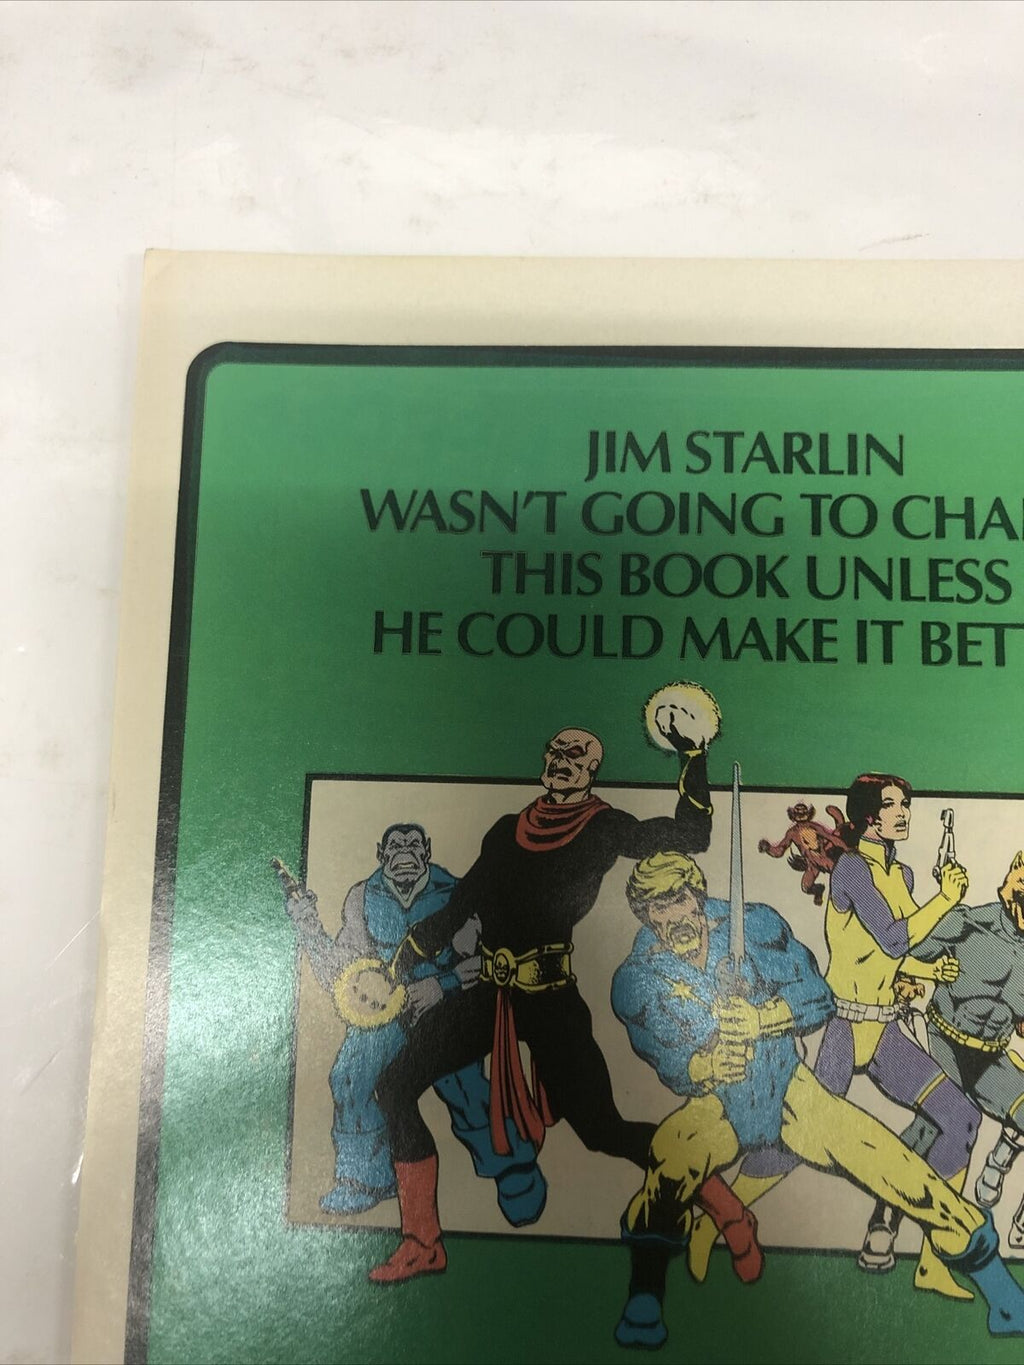 JIM STARLIN
WASN'T GOING TO CHA
THIS BOOK UNLESS
HE COULD MAKE IT BET